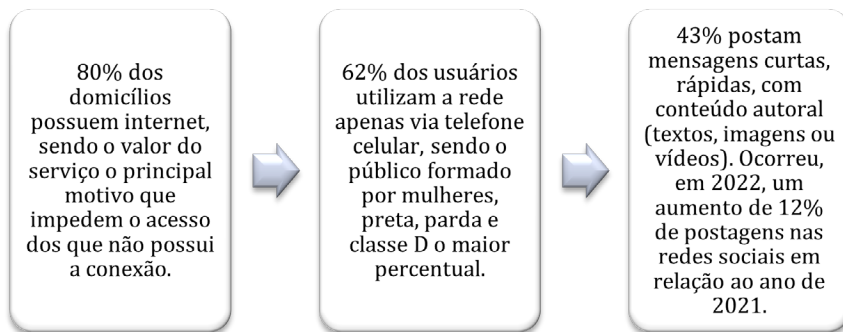 80% dos
domicílios
possuem internet,
sendo o valor do
serviço o principal
motivo que
impedem o acesso
dos que não possui
a conexão.
62% dos usuários
utilizam a rede
apenas via telefone
celular, sendo o
público formado
por mulheres,
preta, parda e
classe D o maior
percentual.
43% postam
mensagens curtas,
rápidas, com
conteúdo autoral
(textos, imagens ou
vídeos). Ocorreu,
em 2022, um
aumento de 12%
de postagens nas
redes sociais em
relação ao ano de
2021.